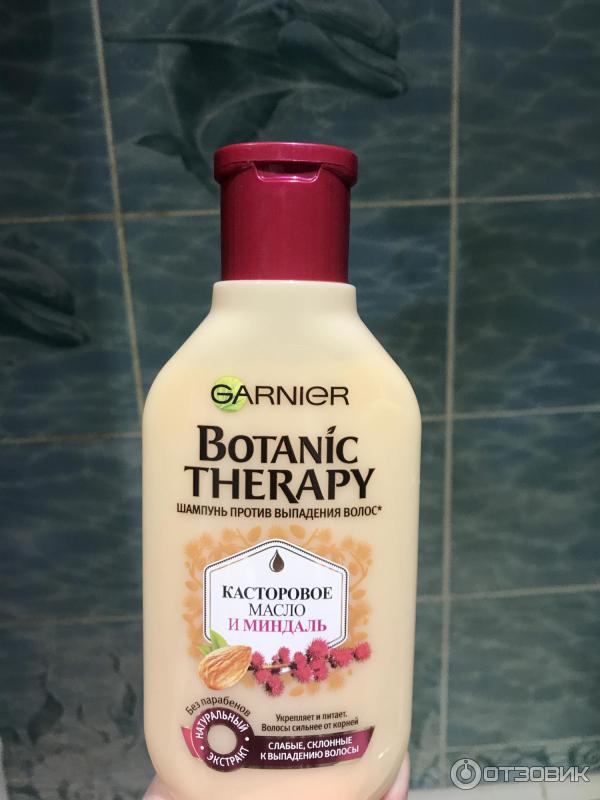 GARNIER
BOTANIC
THERAPY
ШАМПУНЬ ПРОТИВ ВЫПАДЕНИЯ ВОЛОС*
КАСТОРОВОЕ
МАСЛО
И МИНДАЛЬ
Без парабенов
НАТУРАЛЬНЫЙ
ЭКСТРАКТ
Укрепляет и питает.
Волосы сильнее от корней
СЛАБЫЕ, СКЛОННЫЕ
К ВЫПАДЕНИЮ ВОЛОСЫ
ОТЗОВИК